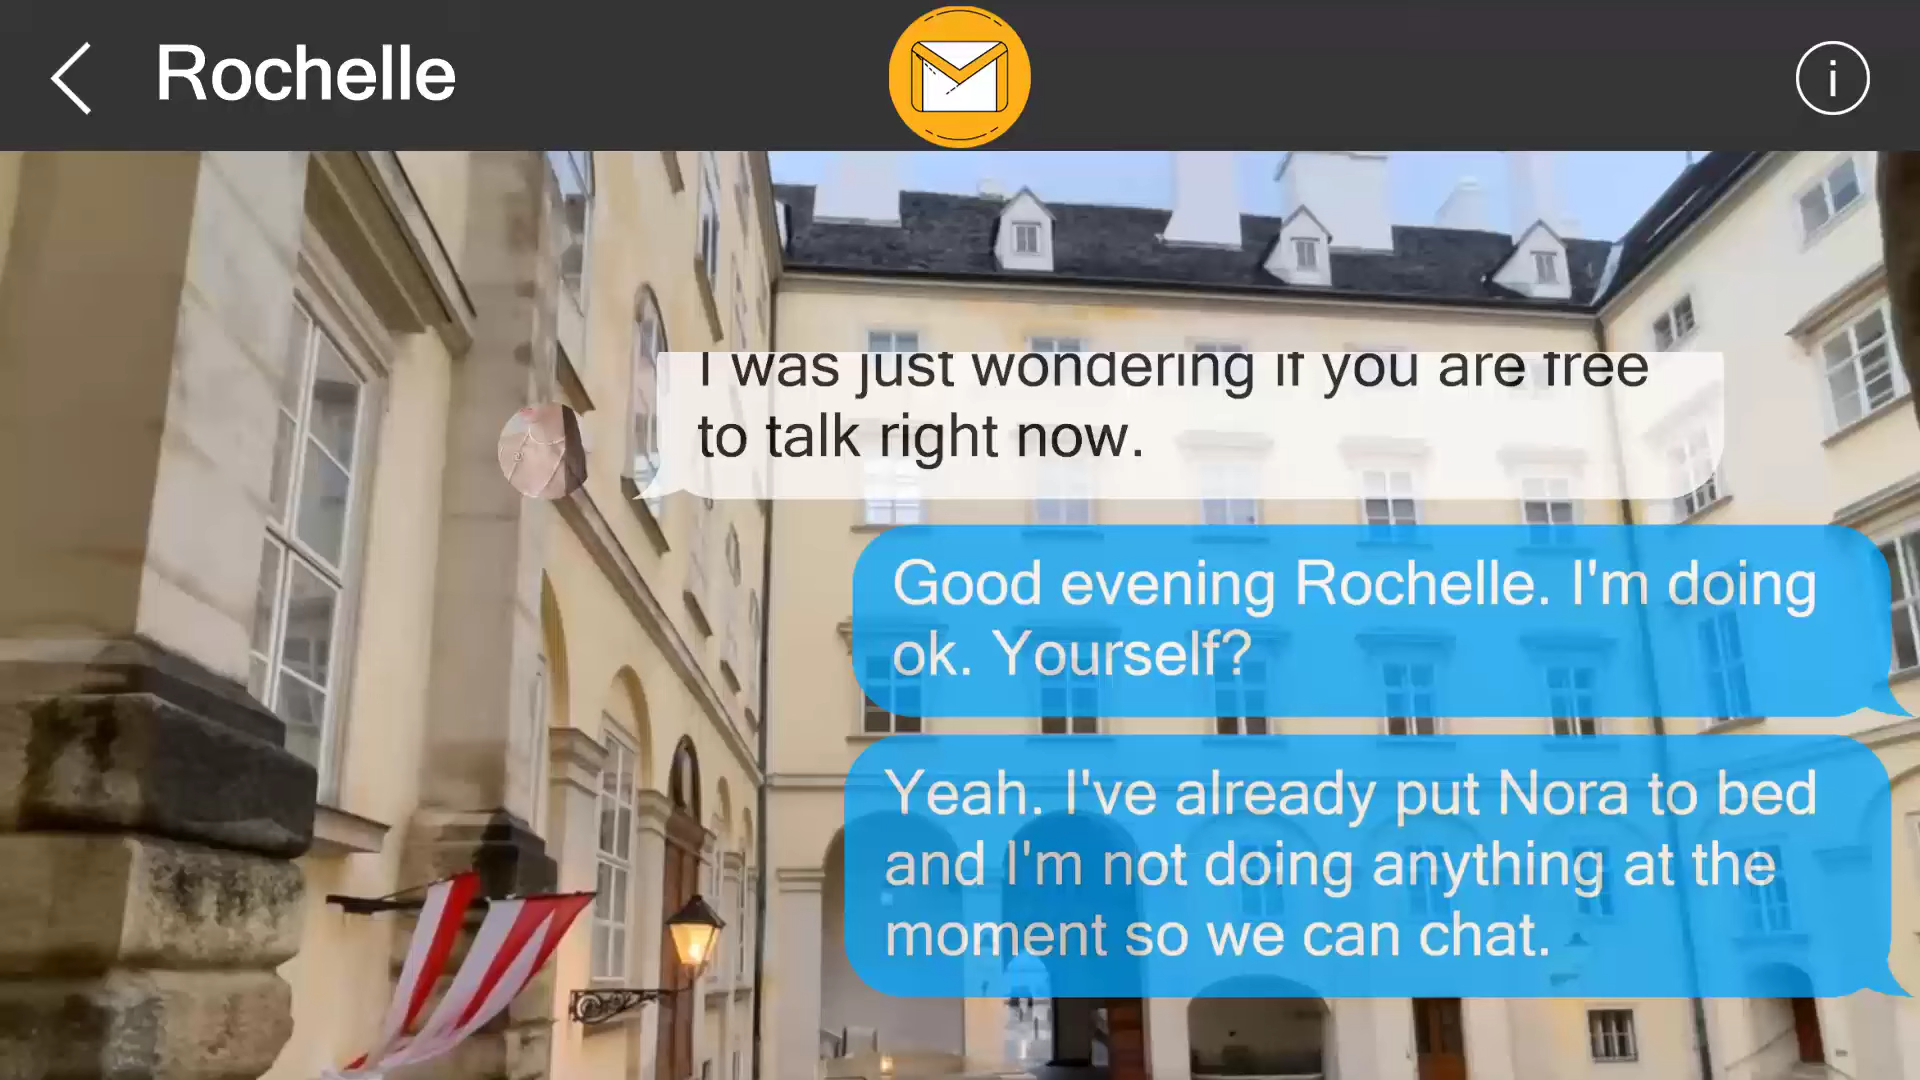 Rochelle
I was just wondering if you are free
to talk right now.
Good evening Rochelle. I'm doing
ok. Yourself?
Yeah. I've already put Nora to bed
and I'm not doing anything at the
moment so we can chat.